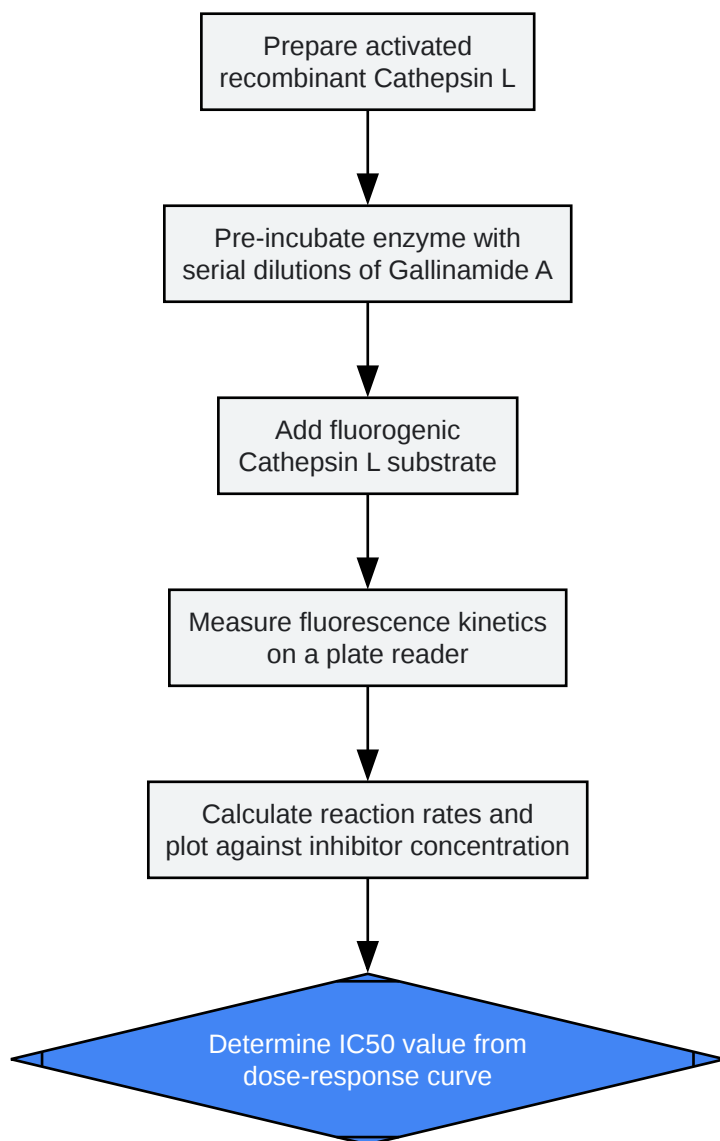 Prepare activated
recombinant Cathepsin L
Pre-incubate enzyme with
serial dilutions of Gallinamide A
Add fluorogenic
Cathepsin L substrate
Measure fluorescence kinetics
on a plate reader
Calculate reaction rates and
plot against inhibitor concentration
Determine IC50 value from
dose-response curve